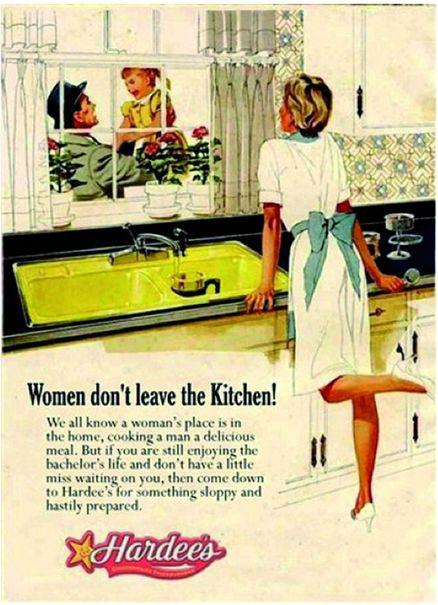 Women don't leave the Kitchen!
We all know a woman's place is in
the home, cooking a man a delicious
meal. But if you are still enjoying the
bachelor's life and don't have a little
miss waiting on you, then come down
to Hardee's for something sloppy and
hastily prepared.
Hardee's